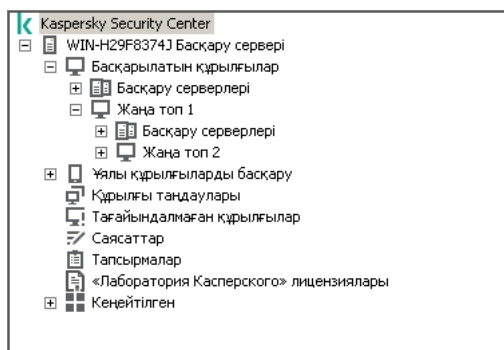 Kaspersky Security Center
WIN-H29F8374J Басқару сервері
Басқарылатын құрылғылар
Басқару серверлері
Жаңа топ 1
Басқару серверлері
Жаңа топ 2
Ұялы құрылғыларды басқару
Құрылғы таңдаулары
Тағайындалмаған құрылғылар
Саясаттар
Тапсырмалар
«Лаборатория Касперского» лицензиялары
Кеңейтілген